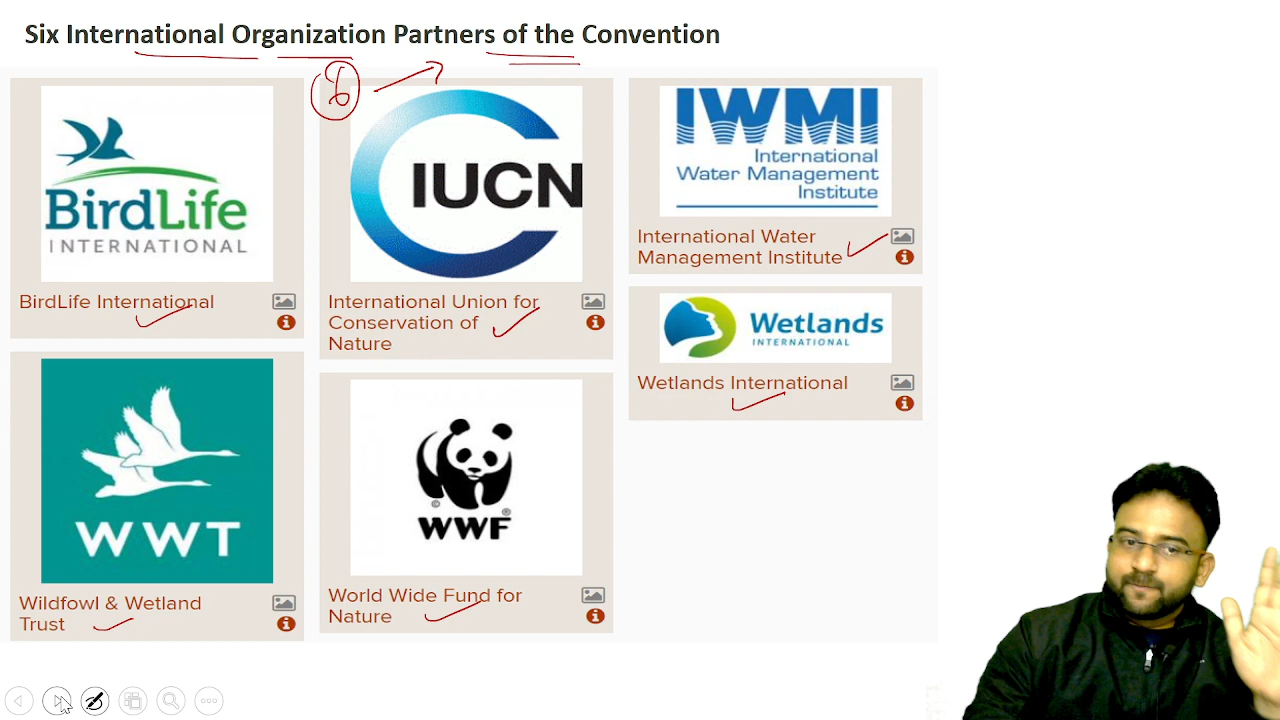 Six International Organization Partners of the Convention
6
BirdLife
INTERNATIONAL
BirdLife International
IUCN
International Union for
Conservation of
Nature
IWMI
International
Water Management
Institute
International Water
Management Institute
Wetlands
INTERNATIONAL
Wetlands International
WWT
Wildfowl & Wetland
Trust
©
®
WWF
World Wide Fund for
Nature